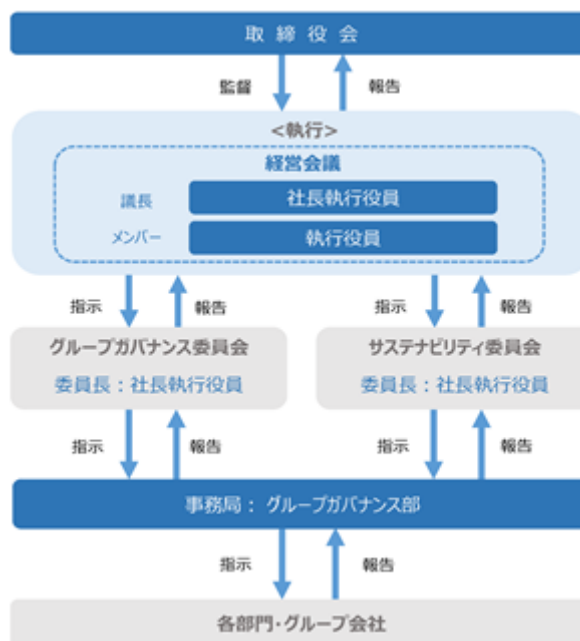 取締役会
監督
報告
<執行>
経営会議
議長
社長執行役員
メンバー
執行役員
指示
報告
指示
報告
グループガバナンス委員会
委員長：社長執行役員
サステナビリティ委員会
委員長：社長執行役員
指示
報告
指示
報告
事務局： グループガバナンス部
指示
報告
各部門・グループ会社